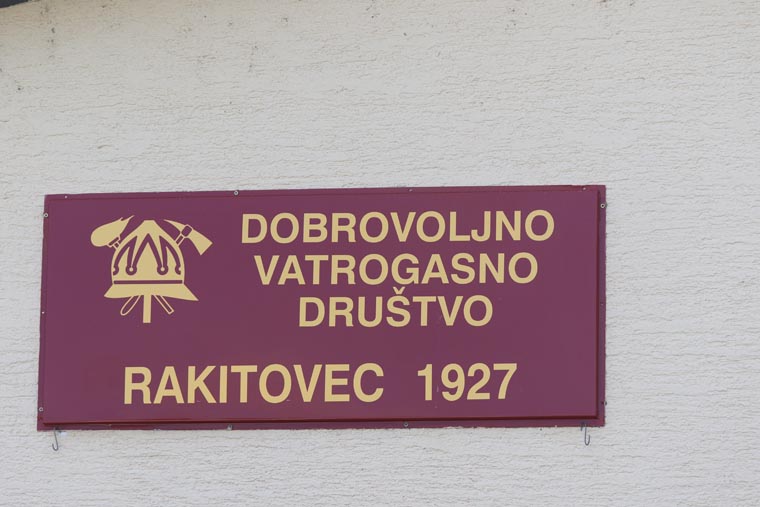 DOBROVOLJNO
VATROGASNO
DRUŠTVO
RAKITOVEC 1927